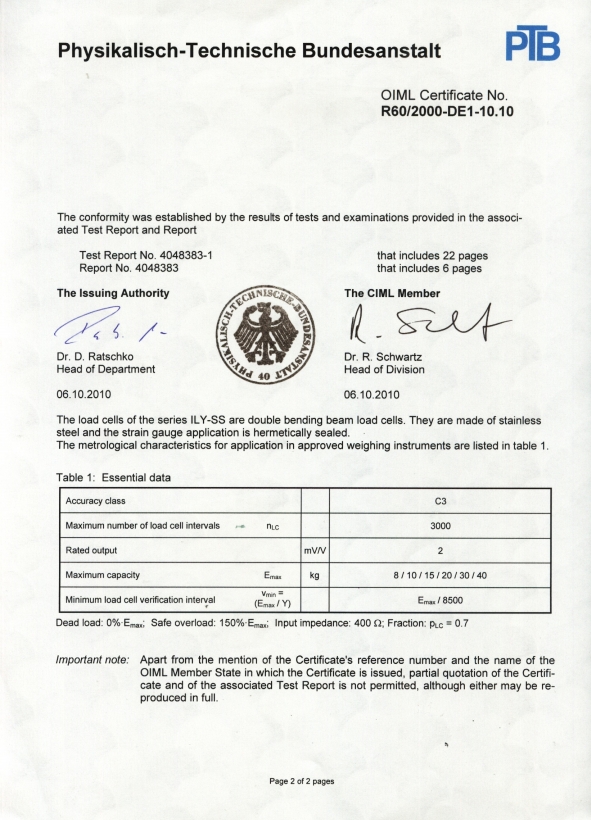 Physikalisch-Technische Bundesanstalt
PTB
OIML Certificate No.
R60/2000-DE1-10.10
The conformity was established by the results of tests and examinations provided in the associ-
ated Test Report and Report
Test Report No. 4048383-1 that includes 22 pages
Report No. 4048383 that includes 6 pages
The Issuing Authority The CIML Member
PHYSIKALISCH-TECHNISCHE-BUNDESANSTALT
40
Dr. D. Ratschko Dr. R. Schwartz
Head of Department Head of Division
06.10.2010 06.10.2010
The load cells of the series ILY-SS are double bending beam load cells. They are made of stainless
steel and the strain gauge application is hermetically sealed.
The metrological characteristics for application in approved weighing instruments are listed in table 1.
Table 1: Essential data
Accuracy class C3
Maximum number of load cell intervals nLC 3000
Rated output mV/V 2
Maximum capacity Emax kg 8 / 10 / 15 / 20 / 30 / 40
Minimum load cell verification interval vmin = (Emax / Y) Emax / 8500
Dead load: 0%·Emax; Safe overload: 150%·Emax; Input impedance: 400 Ω; Fraction: pLC = 0.7
Important note: Apart from the mention of the Certificate's reference number and the name of the
OIML Member State in which the Certificate is issued, partial quotation of the Certifi-
cate and of the associated Test Report is not permitted, although either may be re-
produced in full.
Page 2 of 2 pages